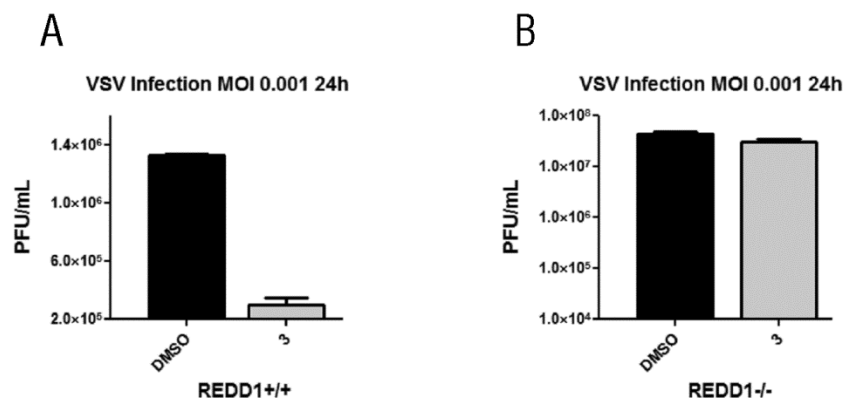 A
VSV Infection MOI 0.001 24h
PFU/mL
1.4×10⁶
1.0×10⁶
6.0×10⁵
2.0×10⁵
DMSO
3
REDD1+/+
B
VSV Infection MOI 0.001 24h
PFU/mL
1.0×10⁸
1.0×10⁷
1.0×10⁶
1.0×10⁵
1.0×10⁴
DMSO
3
REDD1-/-